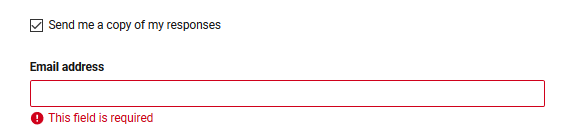 Send me a copy of my responses
Email address
This field is required